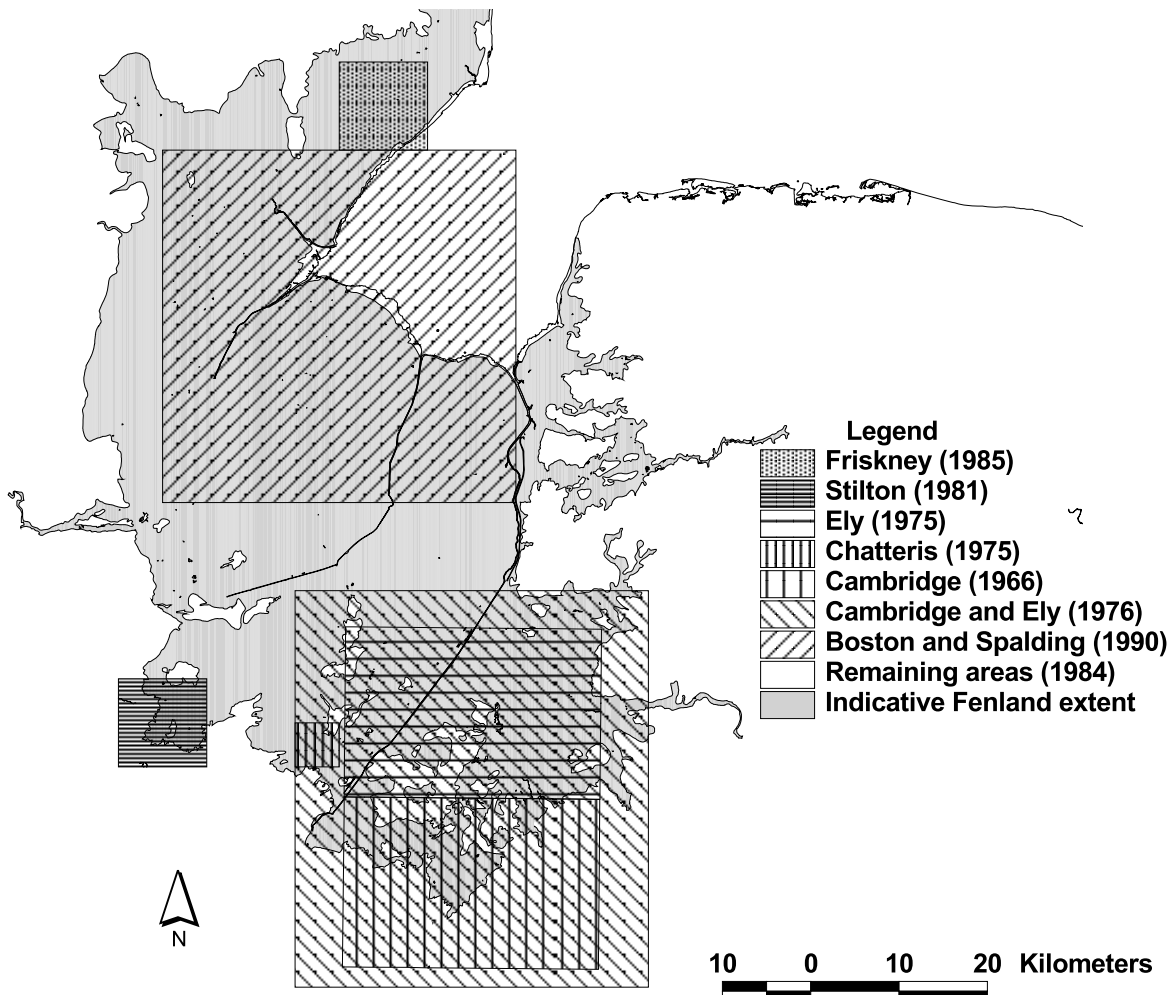 Legend
Friskney (1985)
Stilton (1981)
Ely (1975)
Chatteris (1975)
Cambridge (1966)
Cambridge and Ely (1976)
Boston and Spalding (1990)
Remaining areas (1984)
Indicative Fenland extent
N
10 0 10 20 Kilometers